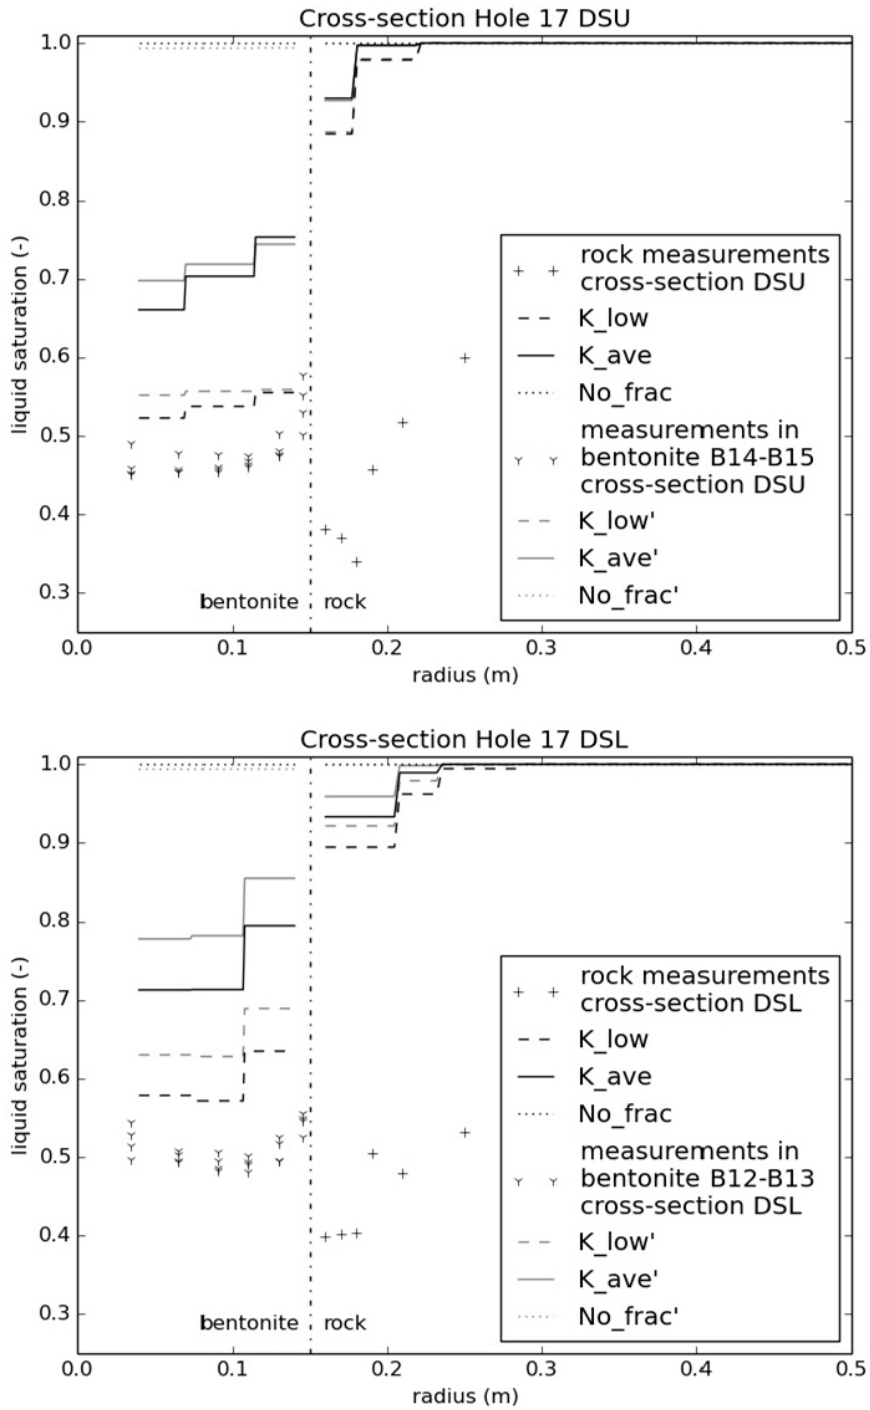 Cross-section Hole 17 DSU
1.0
0.9
0.8
0.7
0.6
0.5
0.4
0.3
liquid saturation (-)
rock measurements
cross-section DSU
K_low
K_ave
No_frac
measurements in
bentonite B14-B15
cross-section DSU
K_low'
K_ave'
No_frac'
bentonite rock
0.0 0.1 0.2 0.3 0.4 0.5
radius (m)
Cross-section Hole 17 DSL
1.0
0.9
0.8
0.7
0.6
0.5
0.4
0.3
liquid saturation (-)
rock measurements
cross-section DSL
K_low
K_ave
No_frac
measurements in
bentonite B12-B13
cross-section DSL
K_low'
K_ave'
No_frac'
bentonite rock
0.0 0.1 0.2 0.3 0.4 0.5
radius (m)